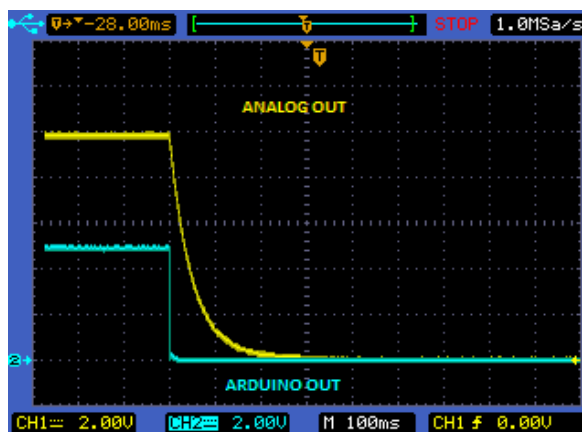 T→▾-28.00ms [ T ] STOP 1.0MSa/s
T
ANALOG OUT
2
ARDUINO OUT
CH1 2.00V CH2 2.00V M 100ms CH1 0.00V